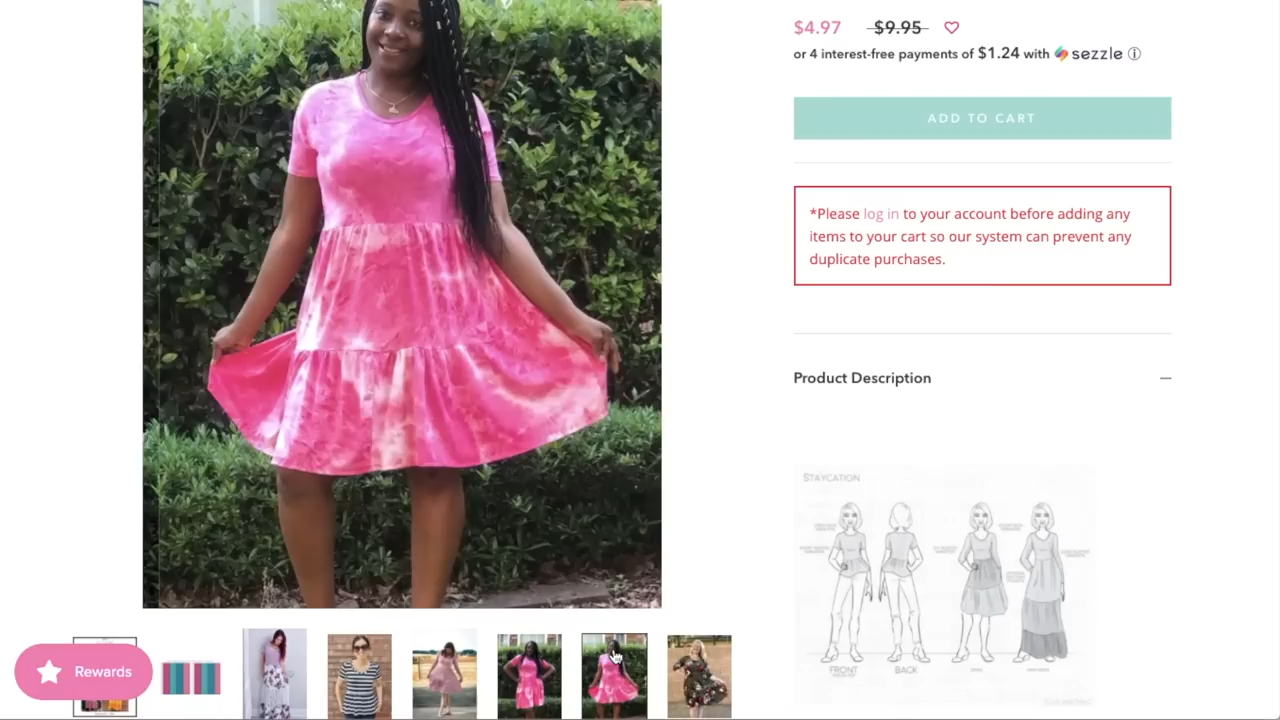 $4.97 $9.95
or 4 interest-free payments of $1.24 with sezzle ⓘ
ADD TO CART
*Please log in to your account before adding any
items to your cart so our system can prevent any
duplicate purchases.
Product Description
STAYCATION
FRONT BACK
Rewards